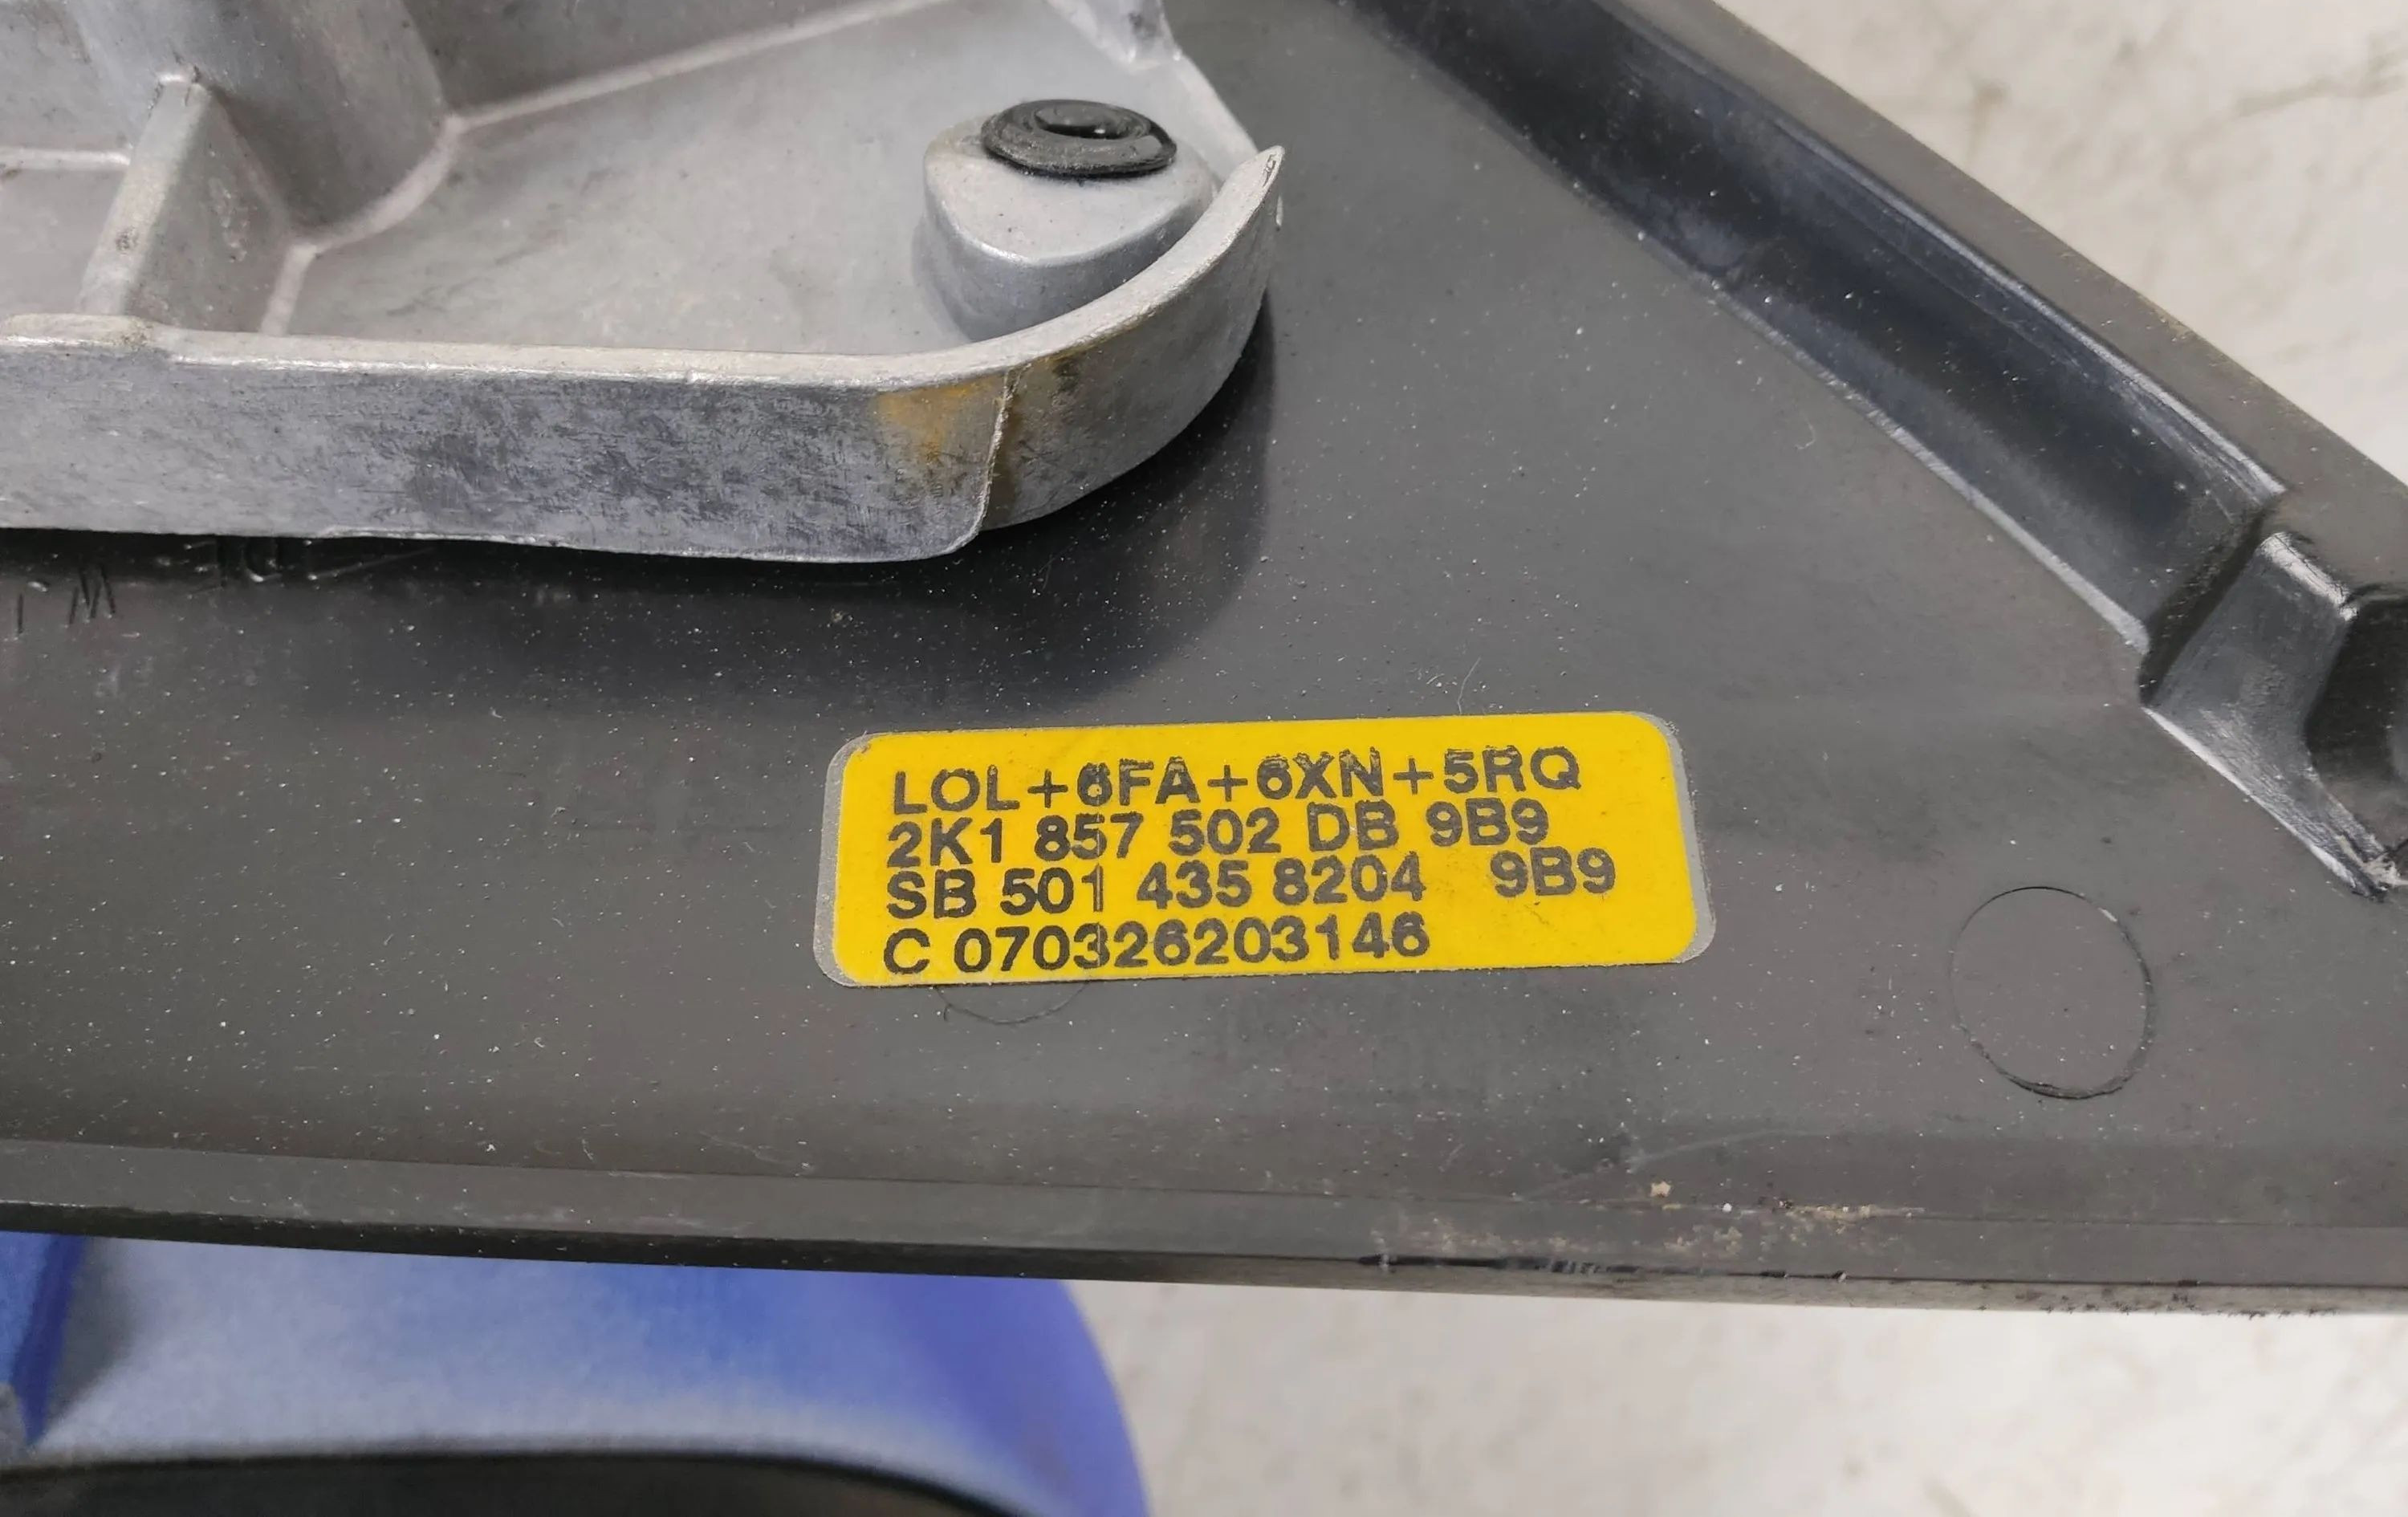 LOL+6FA+6XN+5RQ
2K1 857 502 DB 9B9
SB 501 435 8204 9B9
C 070326203146